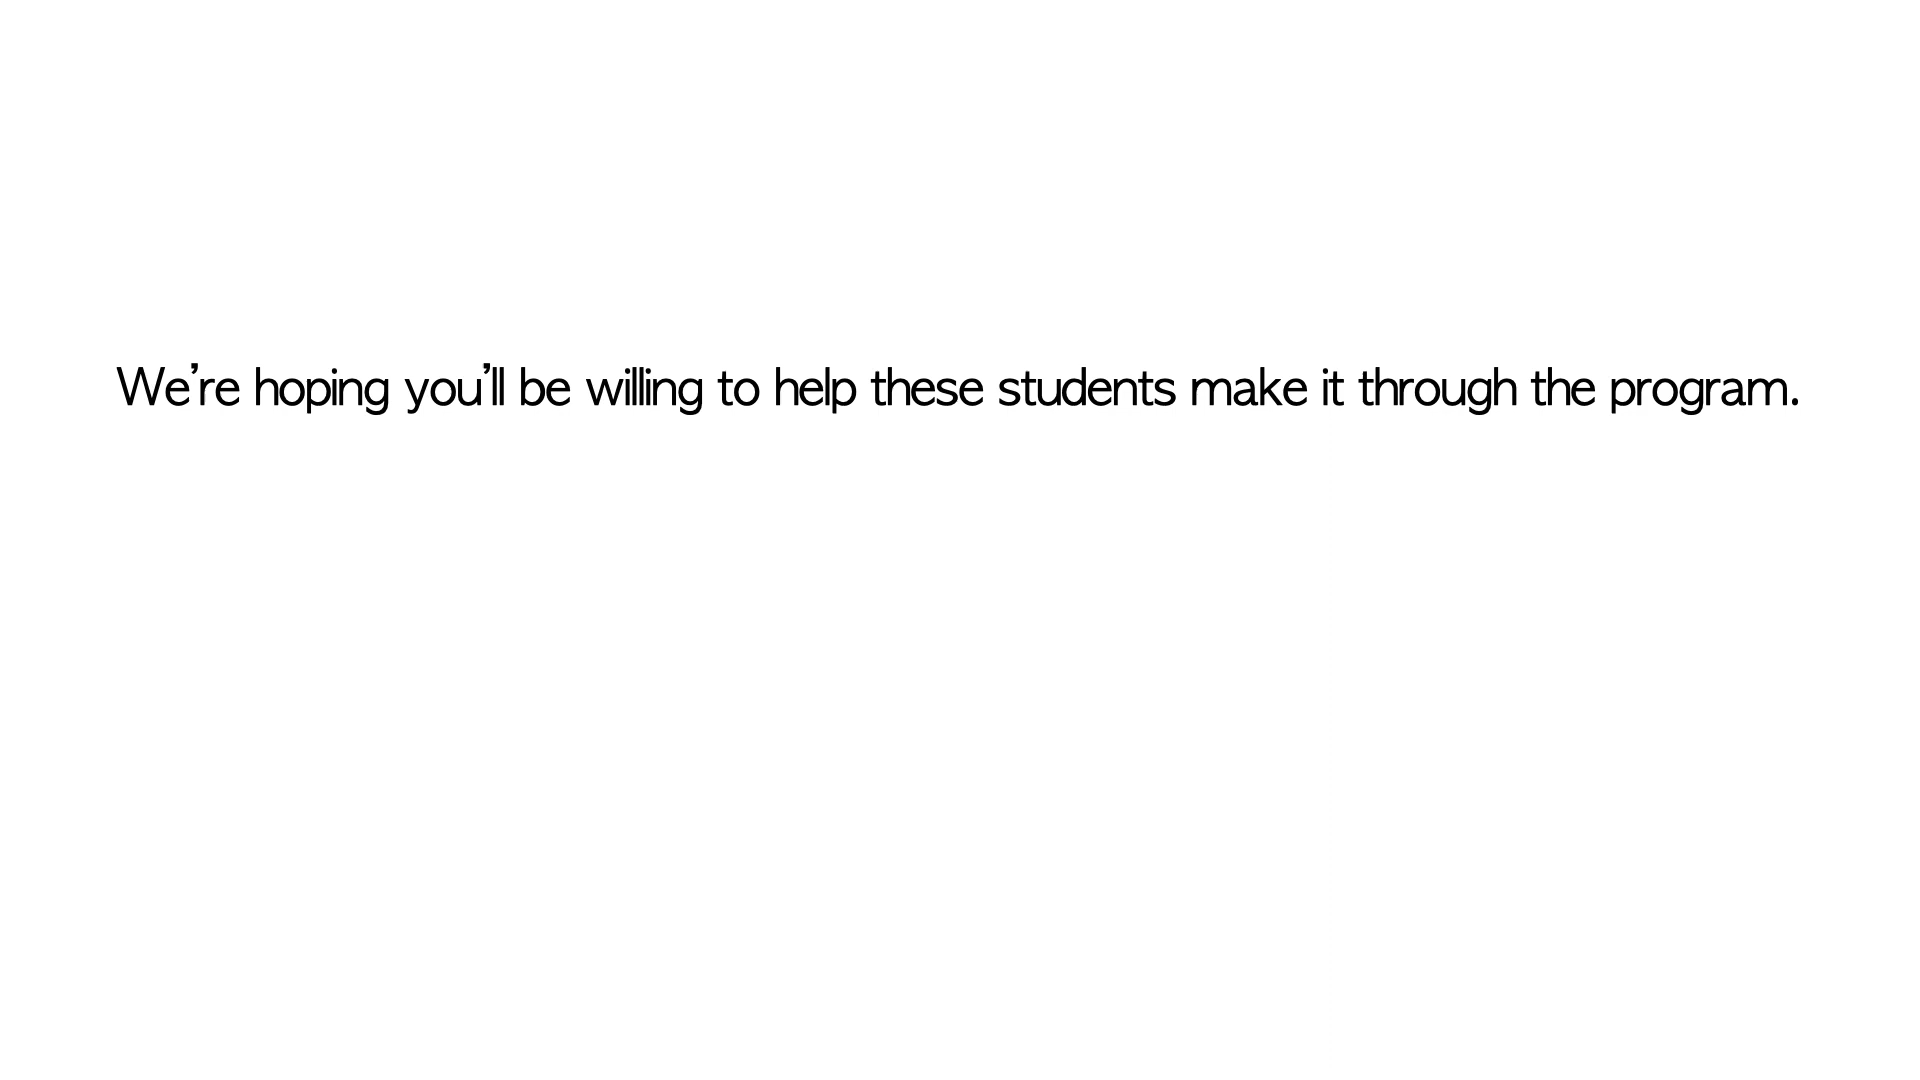 We’re hoping you’ll be willing to help these students make it through the program.